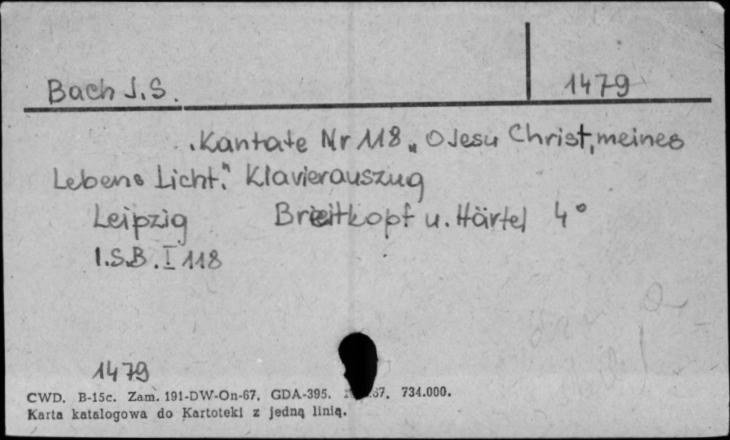 Bach J.S. 1479
Kantate Nr 118 „O Jesu Christ, meines
Lebens Licht." Klavierauszug
Leipzig Breitkopf u. Härtel 4°
I.S.B. I 118
1479
CWD. B-15c. Zam. 191-DW-On-67. GDA-395. 67. 734.000.
Karta katalogowa do Kartoteki z jedną linią.